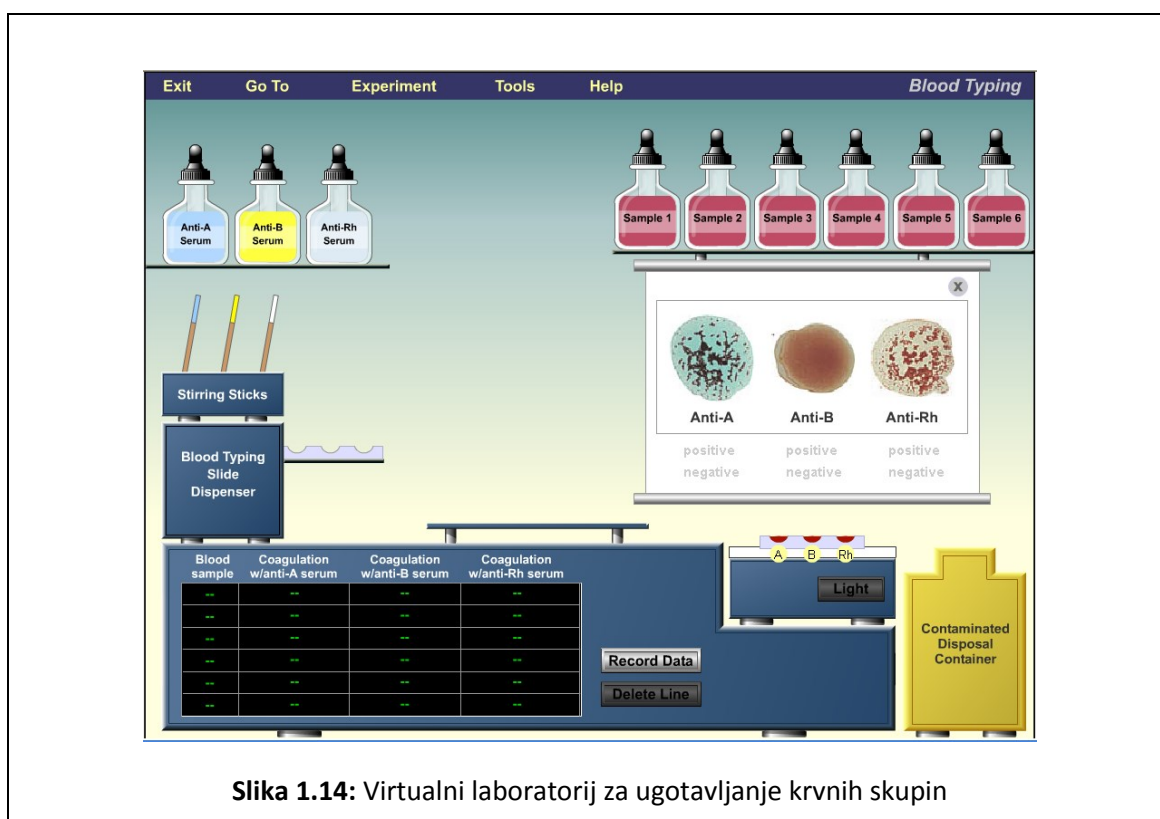 Exit Go To Experiment Tools Help Blood Typing
Anti-A
Serum
Anti-B
Serum
Anti-Rh
Serum
Sample 1
Sample 2
Sample 3
Sample 4
Sample 5
Sample 6
X
Anti-A Anti-B Anti-Rh
positive positive positive
negative negative negative
Stirring Sticks
Blood Typing
Slide
Dispenser
Blood
sample
Coagulation
w/anti-A serum
Coagulation
w/anti-B serum
Coagulation
w/anti-Rh serum
-- -- -- --
-- -- -- --
-- -- -- --
-- -- -- --
-- -- -- --
-- -- -- --
Record Data
Delete Line
A B Rh
Light
Contaminated
Disposal
Container
Slika 1.14: Virtualni laboratorij za ugotavljanje krvnih skupin